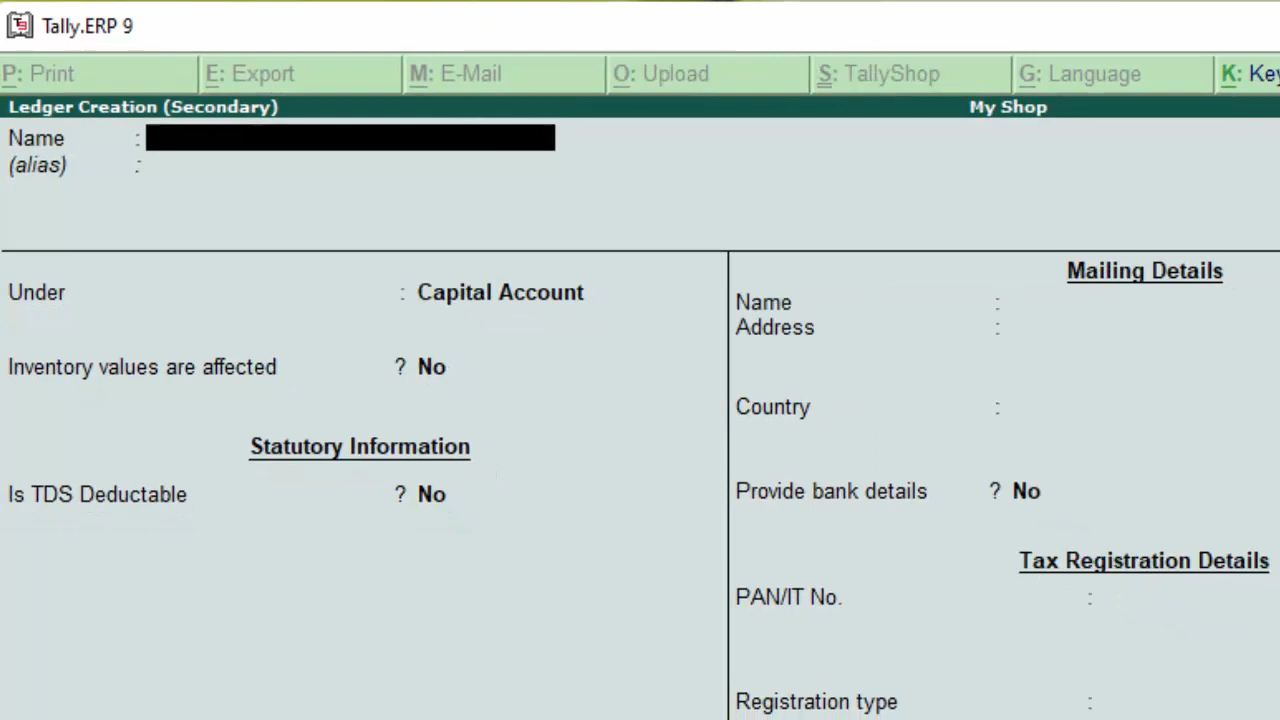 Tally.ERP 9
P: Print E: Export M: E-Mail O: Upload S: TallyShop G: Language K: Key
Ledger Creation (Secondary) My Shop
Name :
(alias) :
Under : Capital Account
Inventory values are affected ? No
Statutory Information
Is TDS Deductable ? No
Mailing Details
Name :
Address :
Country :
Provide bank details ? No
Tax Registration Details
PAN/IT No. :
Registration type :